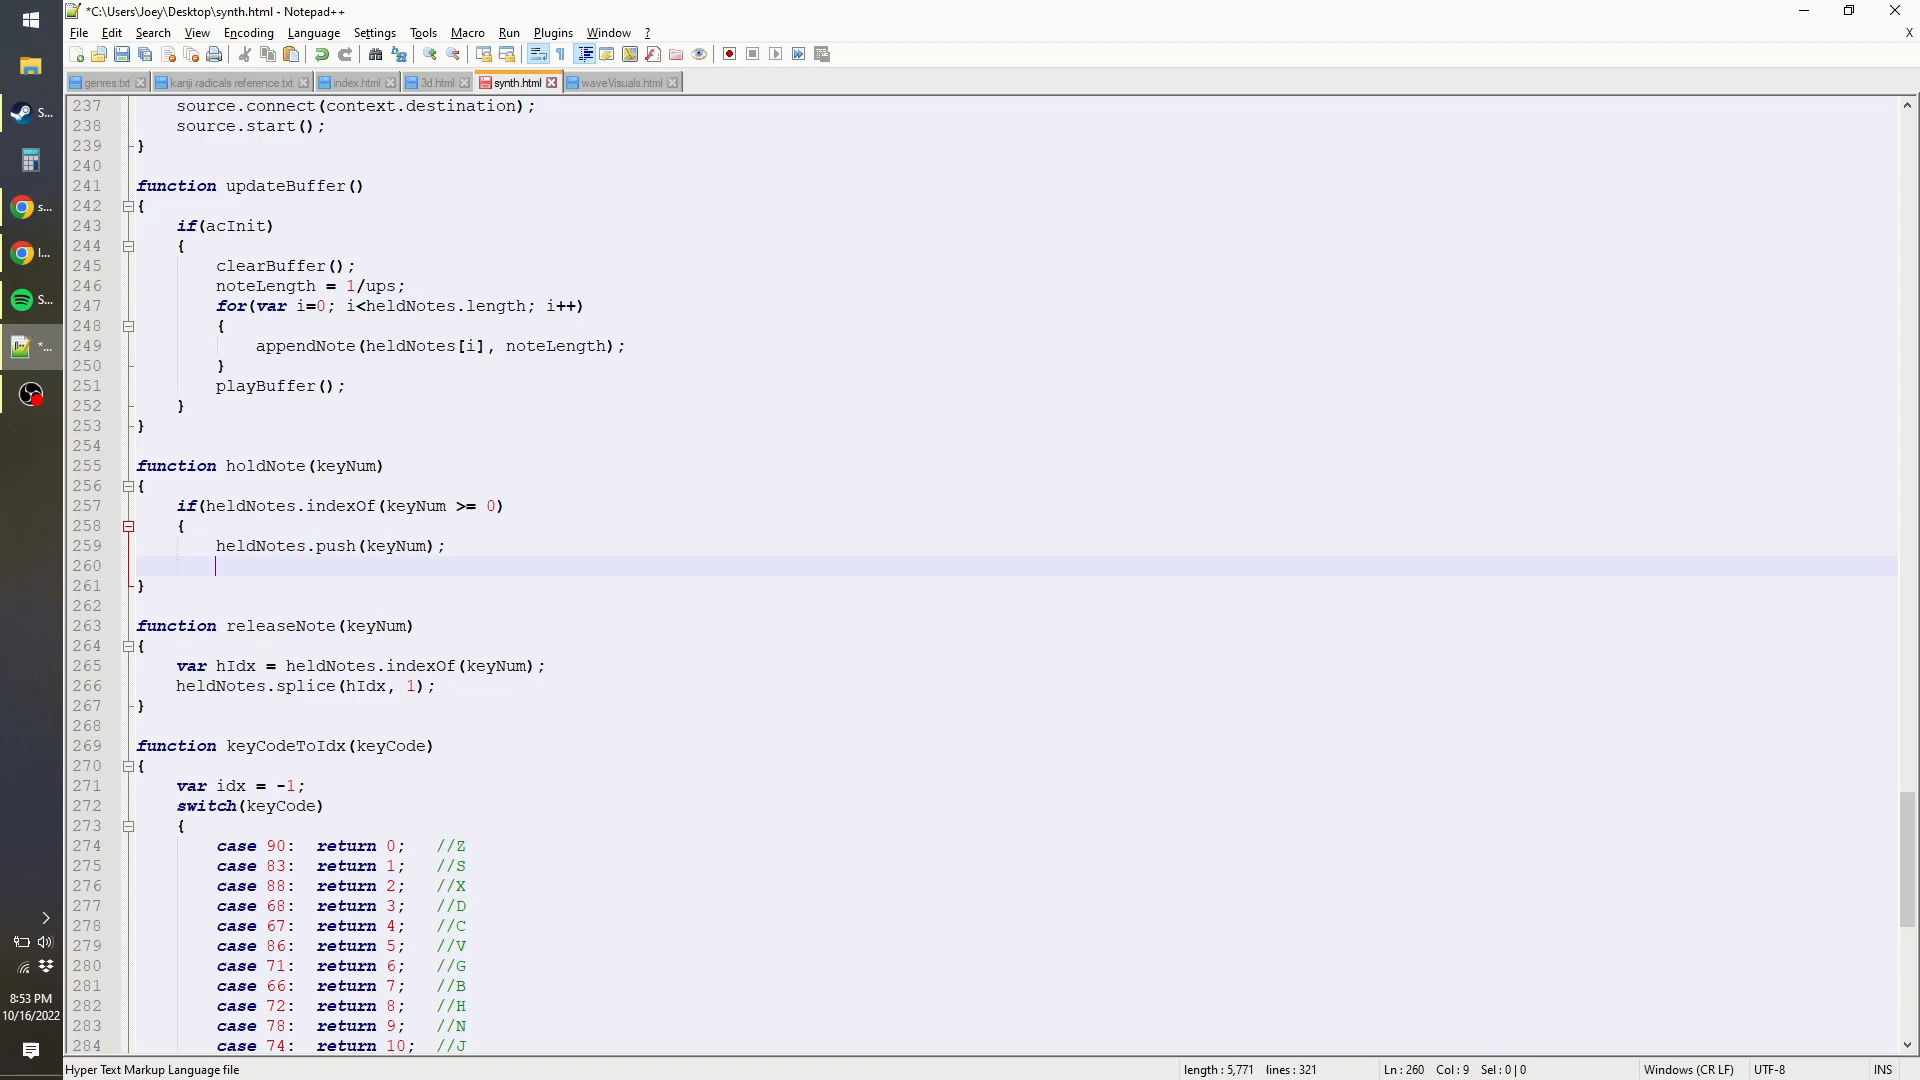 *C:\Users\Joey\Desktop\synth.html - Notepad++
File Edit Search View Encoding Language Settings Tools Macro Run Plugins Window ? X
genres.txt kanji radicals reference.txt index.html 3d.html synth.html waveVisuals.html
237 source.connect(context.destination);
238 source.start();
239 }
240
241 function updateBuffer()
242 {
243 if(acInit)
244 {
245 clearBuffer();
246 noteLength = 1/ups;
247 for(var i=0; i<heldNotes.length; i++)
248 {
249 appendNote(heldNotes[i], noteLength);
250 }
251 playBuffer();
252 }
253 }
254
255 function holdNote(keyNum)
256 {
257 if(heldNotes.indexOf(keyNum >= 0)
258 {
259 heldNotes.push(keyNum);
260
261 }
262
263 function releaseNote(keyNum)
264 {
265 var hIdx = heldNotes.indexOf(keyNum);
266 heldNotes.splice(hIdx, 1);
267 }
268
269 function keyCodeToIdx(keyCode)
270 {
271 var idx = -1;
272 switch(keyCode)
273 {
274 case 90: return 0; //Z
275 case 83: return 1; //S
276 case 88: return 2; //X
277 case 68: return 3; //D
278 case 67: return 4; //C
279 case 86: return 5; //V
280 case 71: return 6; //G
281 case 66: return 7; //B
282 case 72: return 8; //H
283 case 78: return 9; //N
284 case 74: return 10; //J
Hyper Text Markup Language file length : 5,771 lines : 321 Ln : 260 Col : 9 Sel : 0 | 0 Windows (CR LF) UTF-8 INS
S...
s...
l...
S...
*...
8:53 PM
10/16/2022